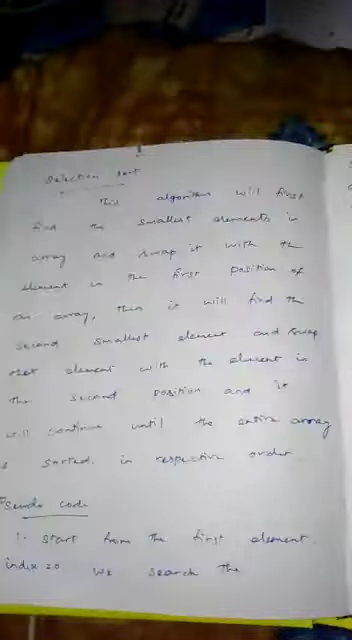 Selection sort
This algorithm will first
find the smallest elements in
array and swap it with the
element in the first position of
an array, then it will find the
second smallest element and swap
that element with the element in
the second position and it
will continue until the entire array
is sorted. in respective order
Pseudo code
1. Start from the first element.
index = 0 We search the